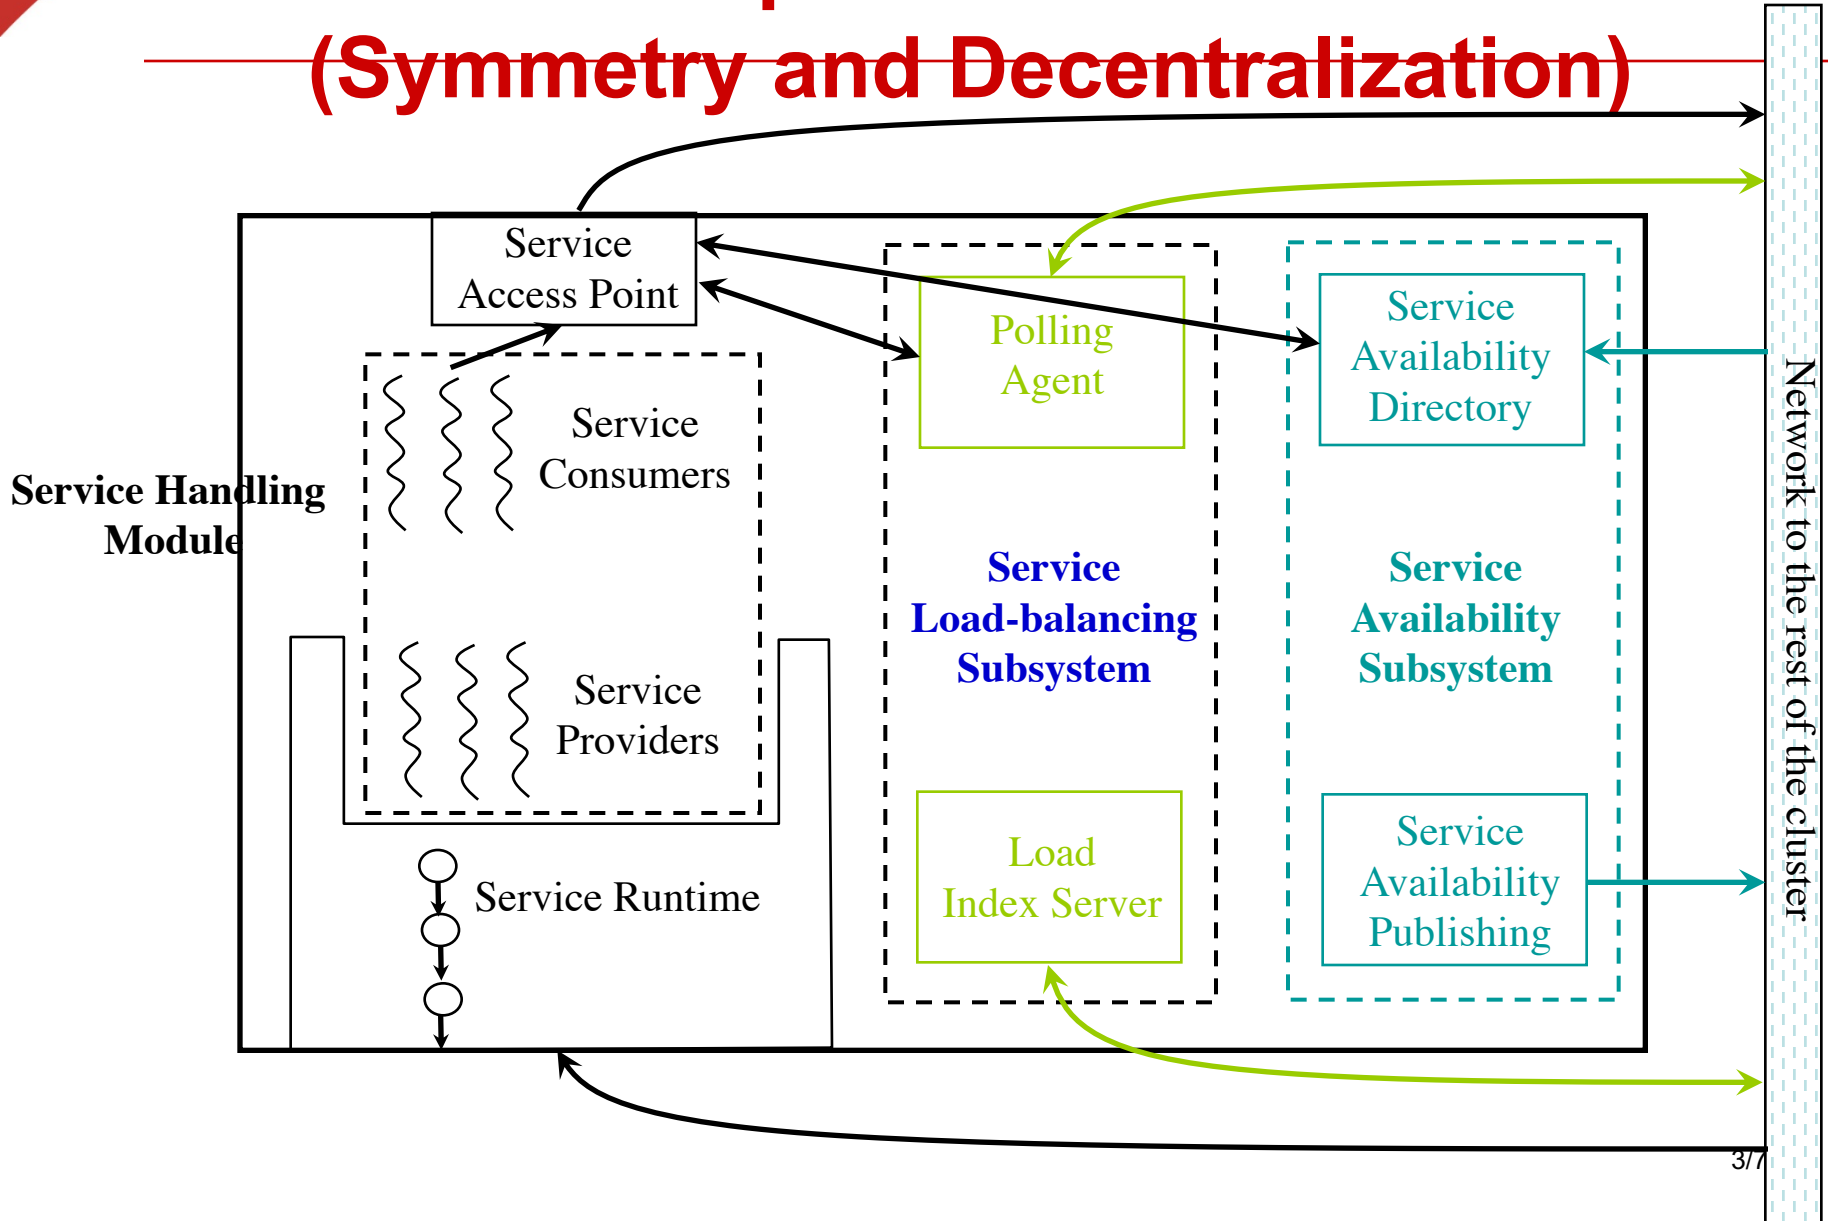 (Symmetry and Decentralization)
Service
Access Point
Service
Consumers
Service Handling
Module
Service
Providers
Service Runtime
Polling
Agent
Service
Load-balancing
Subsystem
Load
Index Server
Service
Availability
Directory
Service
Availability
Subsystem
Service
Availability
Publishing
Network to the rest of the cluster
3/7